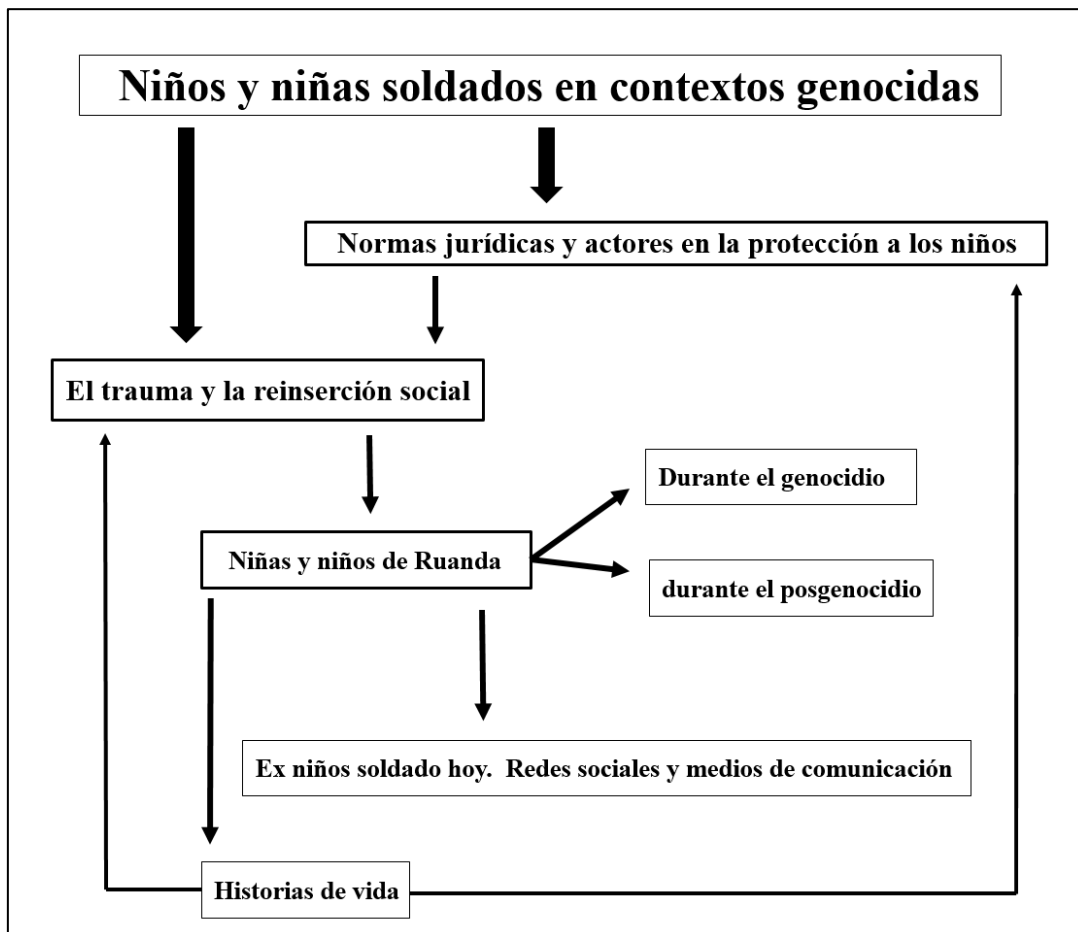 Niños y niñas soldados en contextos genocidas
Normas jurídicas y actores en la protección a los niños
El trauma y la reinserción social
Durante el genocidio
Niñas y niños de Ruanda
durante el posgenocidio
Ex niños soldado hoy. Redes sociales y medios de comunicación
Historias de vida